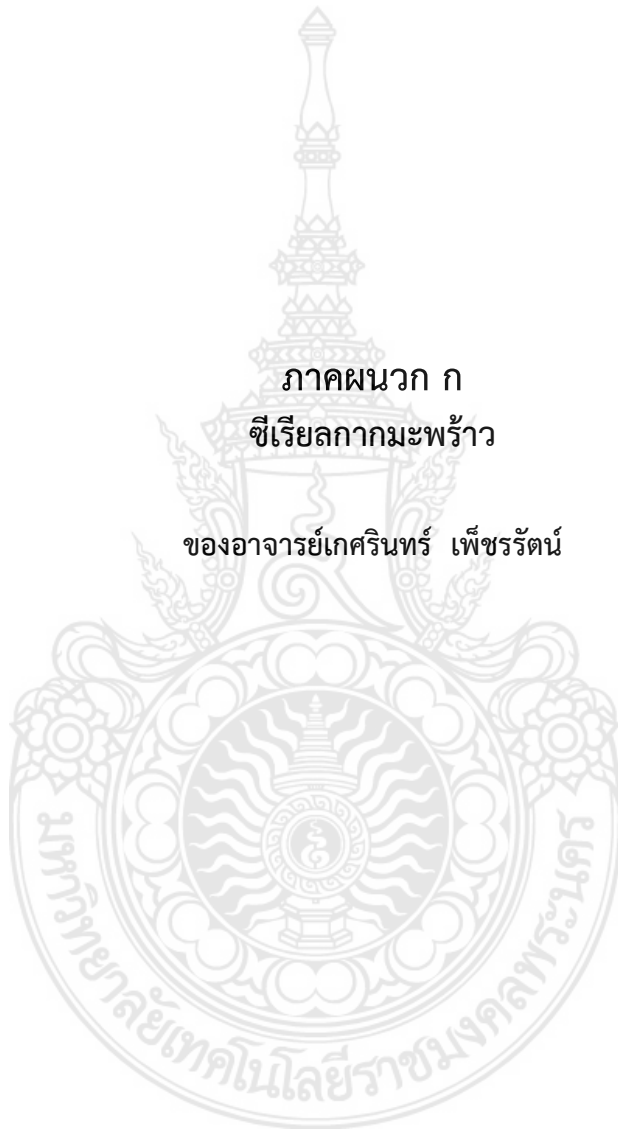 ภาคผนวก ก
ซีเรียลกากมะพร้าว
ของอาจารย์เกศรินทร์ เพ็ชรรัตน์
มหาวิทยาลัยเทคโนโลยีราชมงคลพระนคร